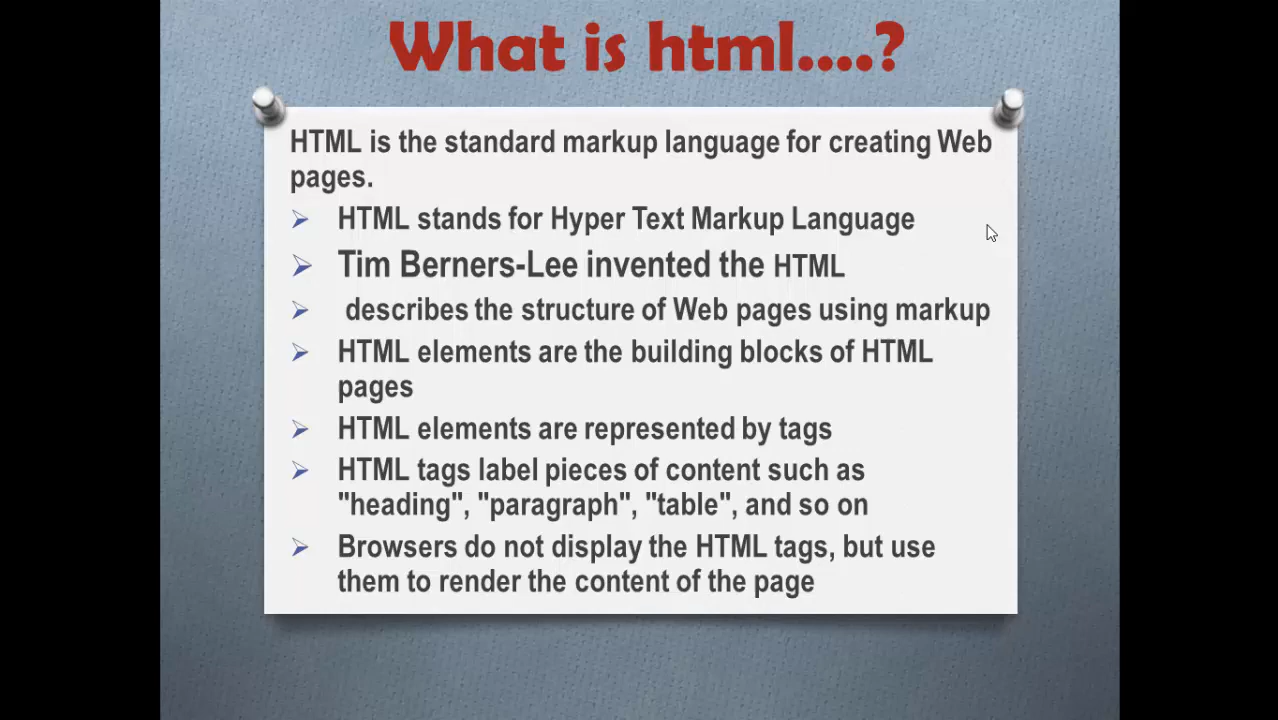 What is html....?
HTML is the standard markup language for creating Web
pages.
HTML stands for Hyper Text Markup Language
Tim Berners-Lee invented the HTML
describes the structure of Web pages using markup
HTML elements are the building blocks of HTML
pages
HTML elements are represented by tags
HTML tags label pieces of content such as
"heading", "paragraph", "table", and so on
Browsers do not display the HTML tags, but use
them to render the content of the page